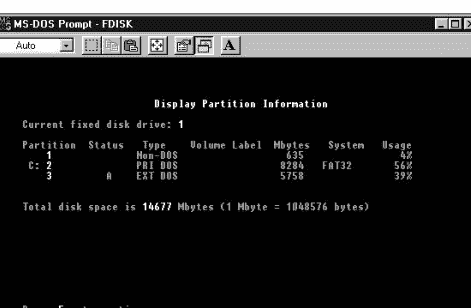 MS-DOS Prompt - FDISK
Auto
A
Display Partition Information
Current fixed disk drive: 1
Partition Status Type Volume Label Mbytes System Usage
1 Non-DOS 635 4%
C: 2 PRI DOS 8284 FAT32 56%
3 A EXT DOS 5758 39%
Total disk space is 14677 Mbytes (1 Mbyte = 1048576 bytes)